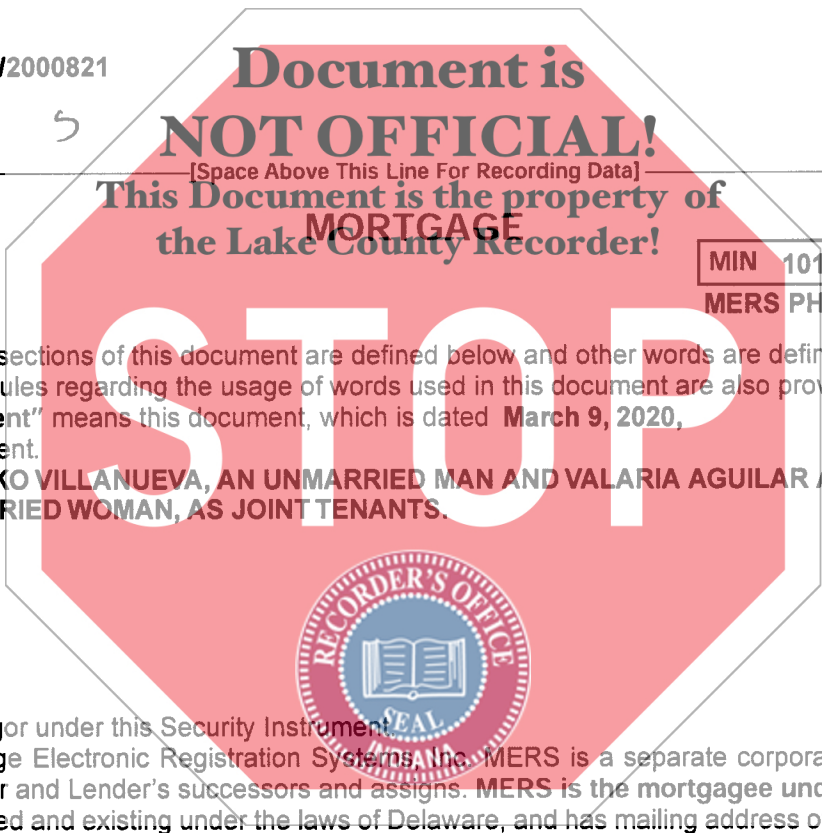 /2000821
5
Document is
NOT OFFICIAL!
[Space Above This Line For Recording Data]
This Document is the property of
MORTGAGE
the Lake County Recorder!
MIN 101
MERS PH
STOP
sections of this document are defined below and other words are defin
ules regarding the usage of words used in this document are also prov
ent” means this document, which is dated March 9, 2020,
ent.
KO VILLANUEVA, AN UNMARRIED MAN AND VALARIA AGUILAR A
RIED WOMAN, AS JOINT TENANTS.
RECORDER'S OFFICE
SEAL
INDIANA
gor under this Security Instrument.
ge Electronic Registration Systems, Inc. MERS is a separate corpora
r and Lender's successors and assigns. MERS is the mortgagee und
ed and existing under the laws of Delaware, and has mailing address o